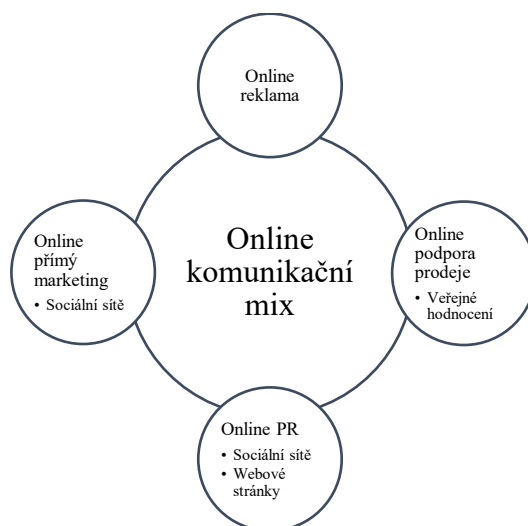 Online
reklama
Online
přímý
marketing
• Sociální sítě
Online
komunikační
mix
Online
podpora
prodeje
• Veřejné
hodnocení
Online PR
• Sociální sítě
• Webové
stránky